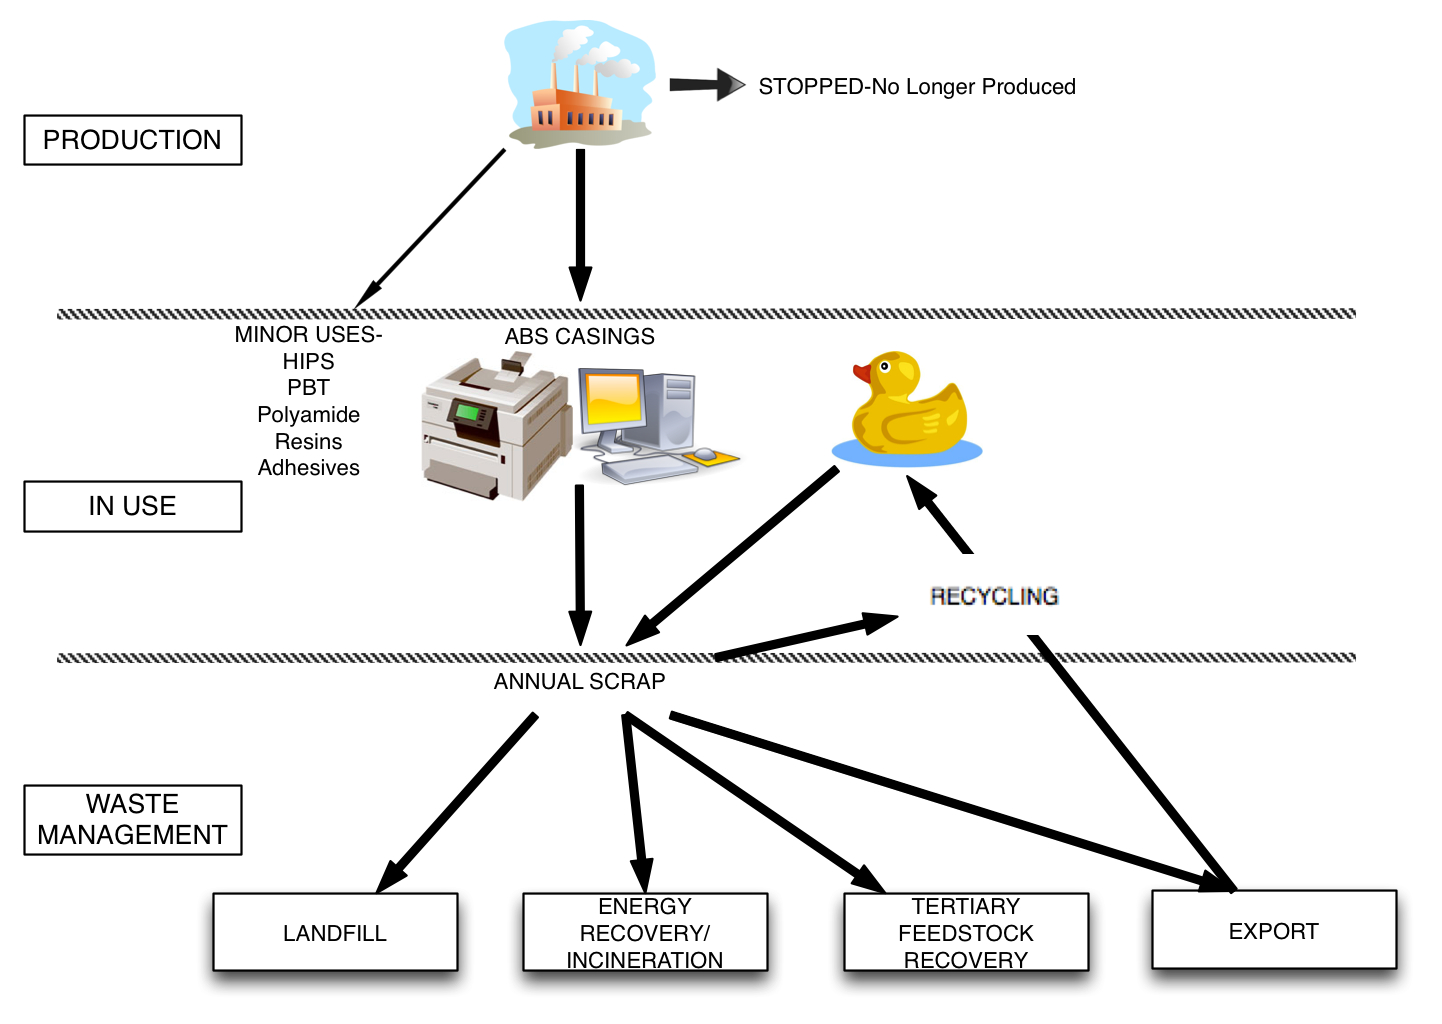 STOPPED-No Longer Produced
PRODUCTION
MINOR USES-
HIPS
PBT
Polyamide
Resins
Adhesives
ABS CASINGS
IN USE
RECYCLING
ANNUAL SCRAP
WASTE
MANAGEMENT
LANDFILL
ENERGY
RECOVERY/
INCINERATION
TERTIARY
FEEDSTOCK
RECOVERY
EXPORT